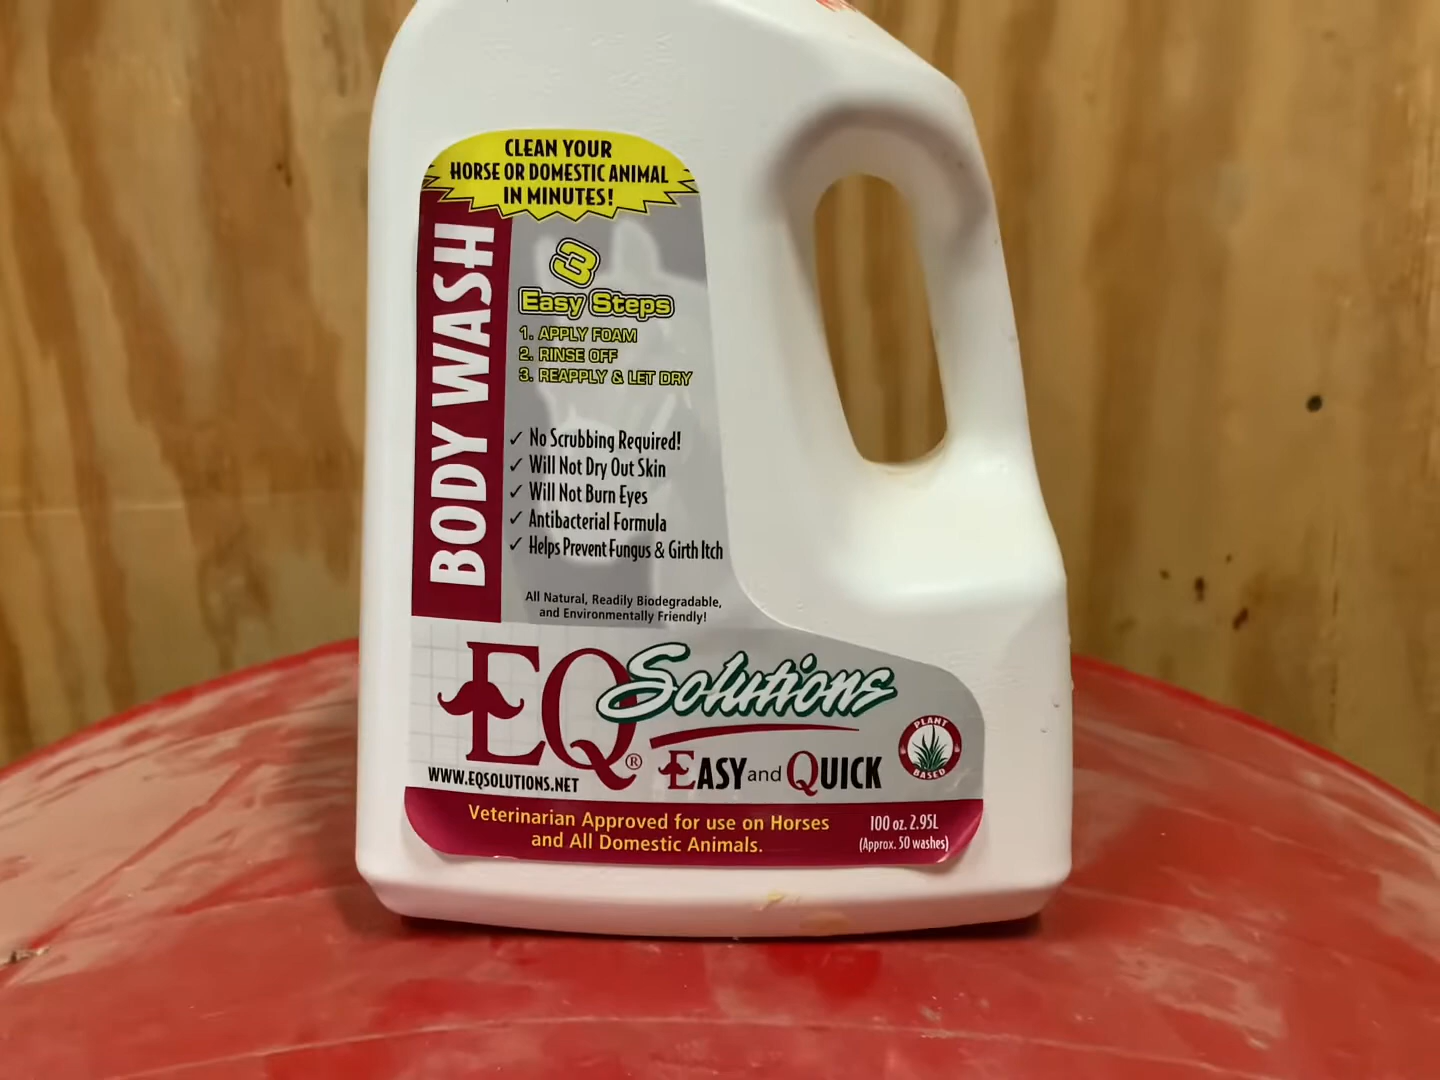 CLEAN YOUR
HORSE OR DOMESTIC ANIMAL
IN MINUTES!
BODY WASH
3
Easy Steps
1. APPLY FOAM
2. RINSE OFF
3. REAPPLY & LET DRY
✓ No Scrubbing Required!
✓ Will Not Dry Out Skin
✓ Will Not Burn Eyes
✓ Antibacterial Formula
✓ Helps Prevent Fungus & Girth Itch
All Natural, Readily Biodegradable,
and Environmentally Friendly!
EQ Solutions
®
EASY and QUICK
PLANT
BASED
WWW.EQSOLUTIONS.NET
Veterinarian Approved for use on Horses
and All Domestic Animals.
100 oz. 2.95L
(Approx. 50 washes)